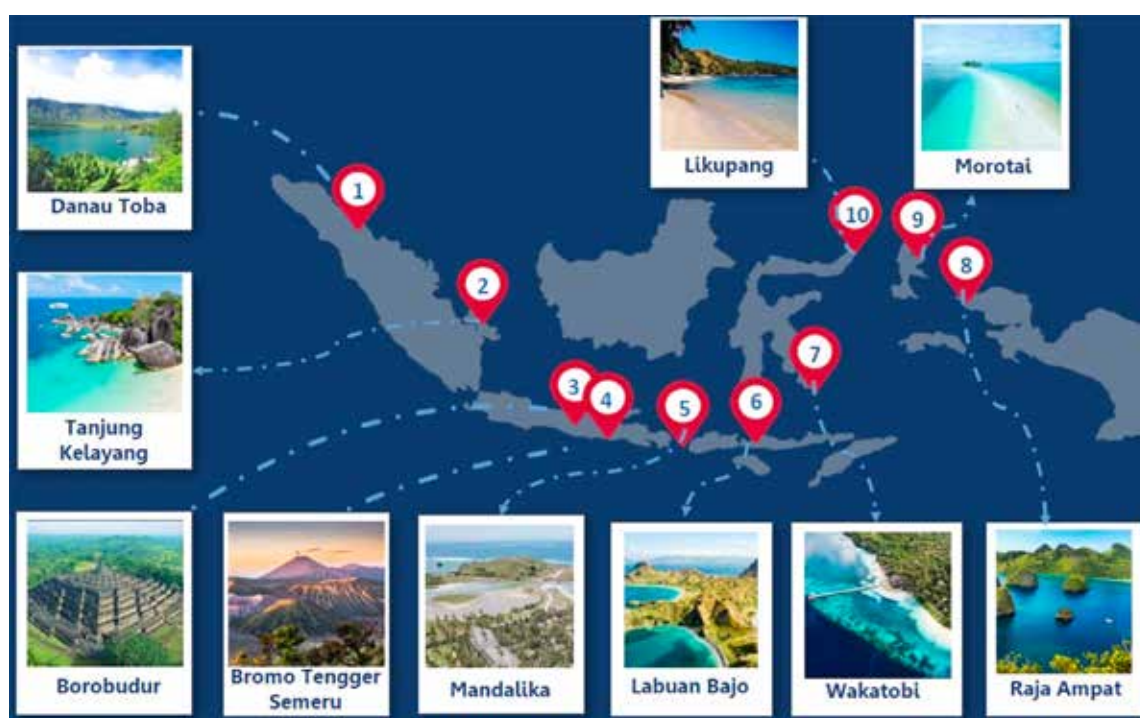 Danau Toba
Likupang
Morotai
1
10
9
8
2
Tanjung
Kelayang
7
3
4
5
6
Borobudur
Bromo Tengger
Semeru
Mandalika
Labuan Bajo
Wakatobi
Raja Ampat